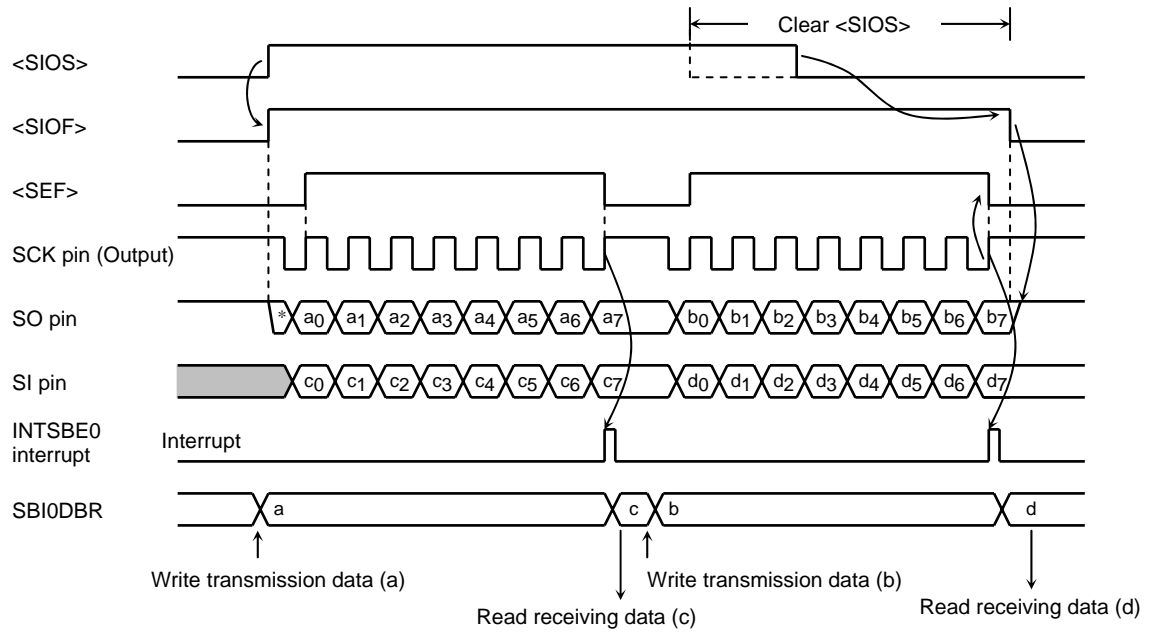 Clear <SIOS>
<SIOS>
<SIOF>
<SEF>
SCK pin (Output)
SO pin * a0 a1 a2 a3 a4 a5 a6 a7 b0 b1 b2 b3 b4 b5 b6 b7
SI pin c0 c1 c2 c3 c4 c5 c6 c7 d0 d1 d2 d3 d4 d5 d6 d7
INTSBE0 Interrupt
interrupt
SBI0DBR a c b d
Write transmission data (a) Write transmission data (b)
Read receiving data (c) Read receiving data (d)